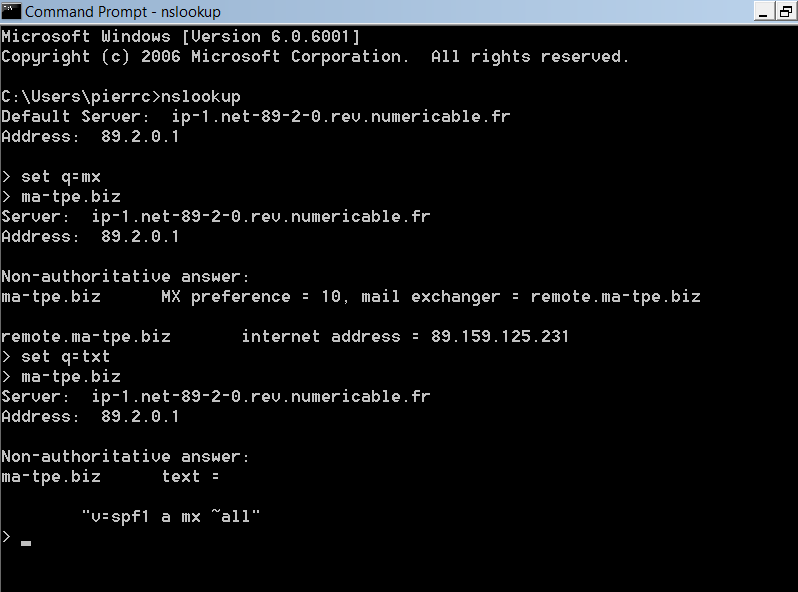 Command Prompt - nslookup
Microsoft Windows [Version 6.0.6001]
Copyright (c) 2006 Microsoft Corporation.  All rights reserved.
C:\Users\pierrc>nslookup
Default Server:  ip-1.net-89-2-0.rev.numericable.fr
Address:  89.2.0.1
> set q=mx
> ma-tpe.biz
Server:  ip-1.net-89-2-0.rev.numericable.fr
Address:  89.2.0.1
Non-authoritative answer:
ma-tpe.biz      MX preference = 10, mail exchanger = remote.ma-tpe.biz
remote.ma-tpe.biz       internet address = 89.159.125.231
> set q=txt
> ma-tpe.biz
Server:  ip-1.net-89-2-0.rev.numericable.fr
Address:  89.2.0.1
Non-authoritative answer:
ma-tpe.biz      text =
"v=spf1 a mx ~all"
>